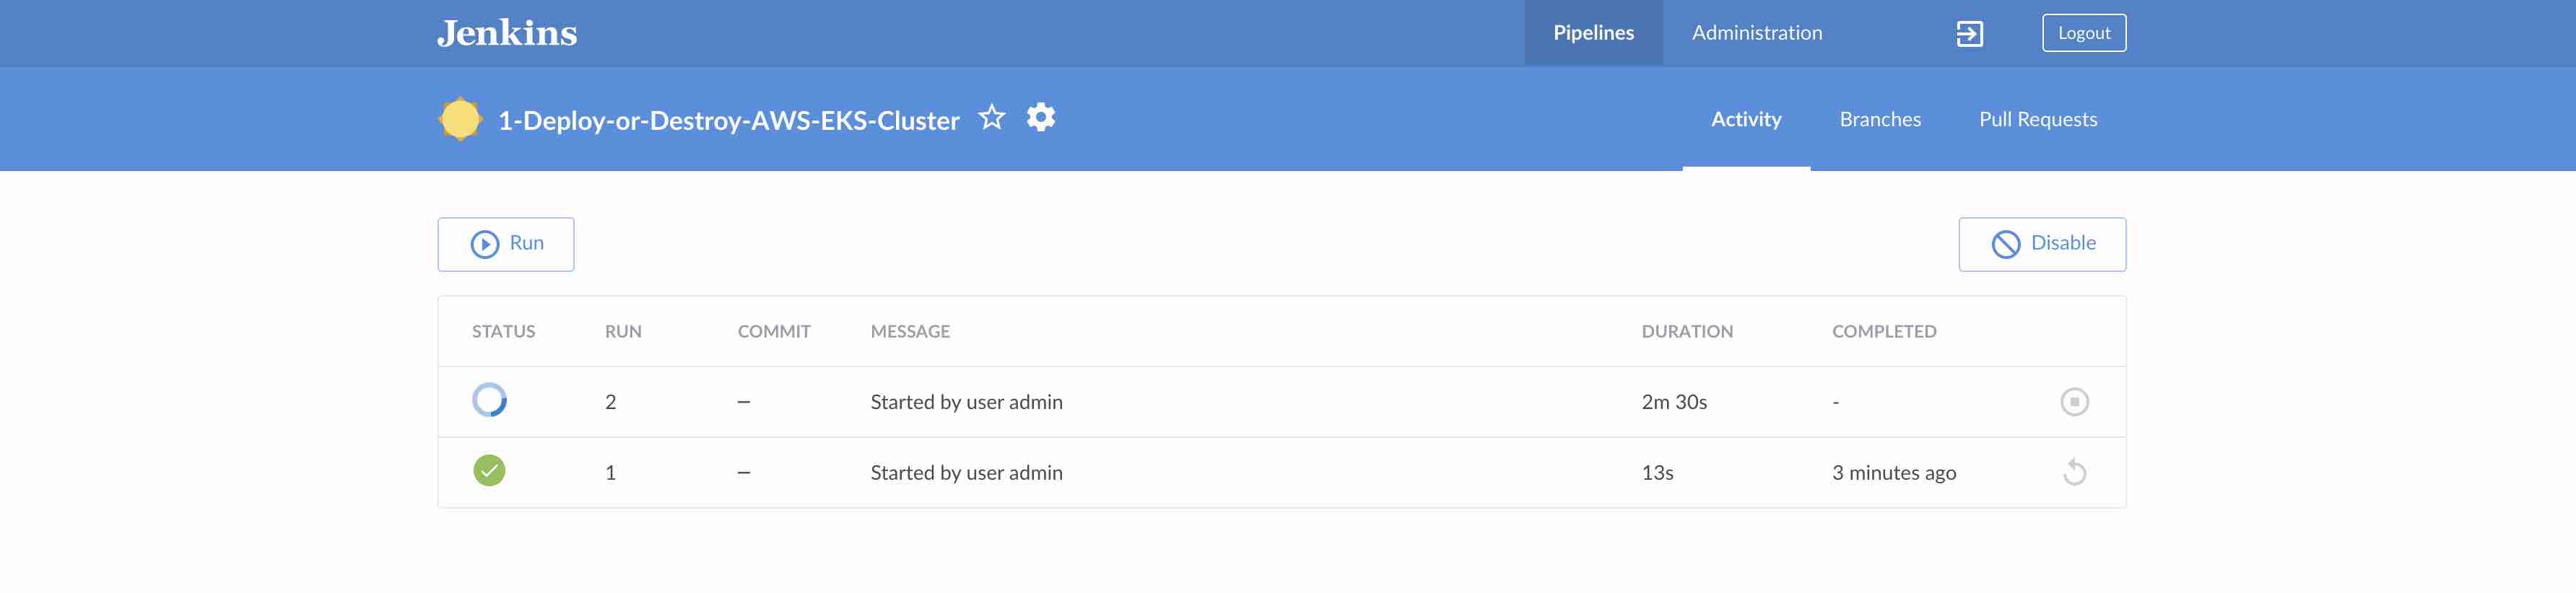 Jenkins Pipelines Administration Logout
1-Deploy-or-Destroy-AWS-EKS-Cluster Activity Branches Pull Requests
Run Disable
STATUS RUN COMMIT MESSAGE DURATION COMPLETED
2 — Started by user admin 2m 30s -
1 — Started by user admin 13s 3 minutes ago